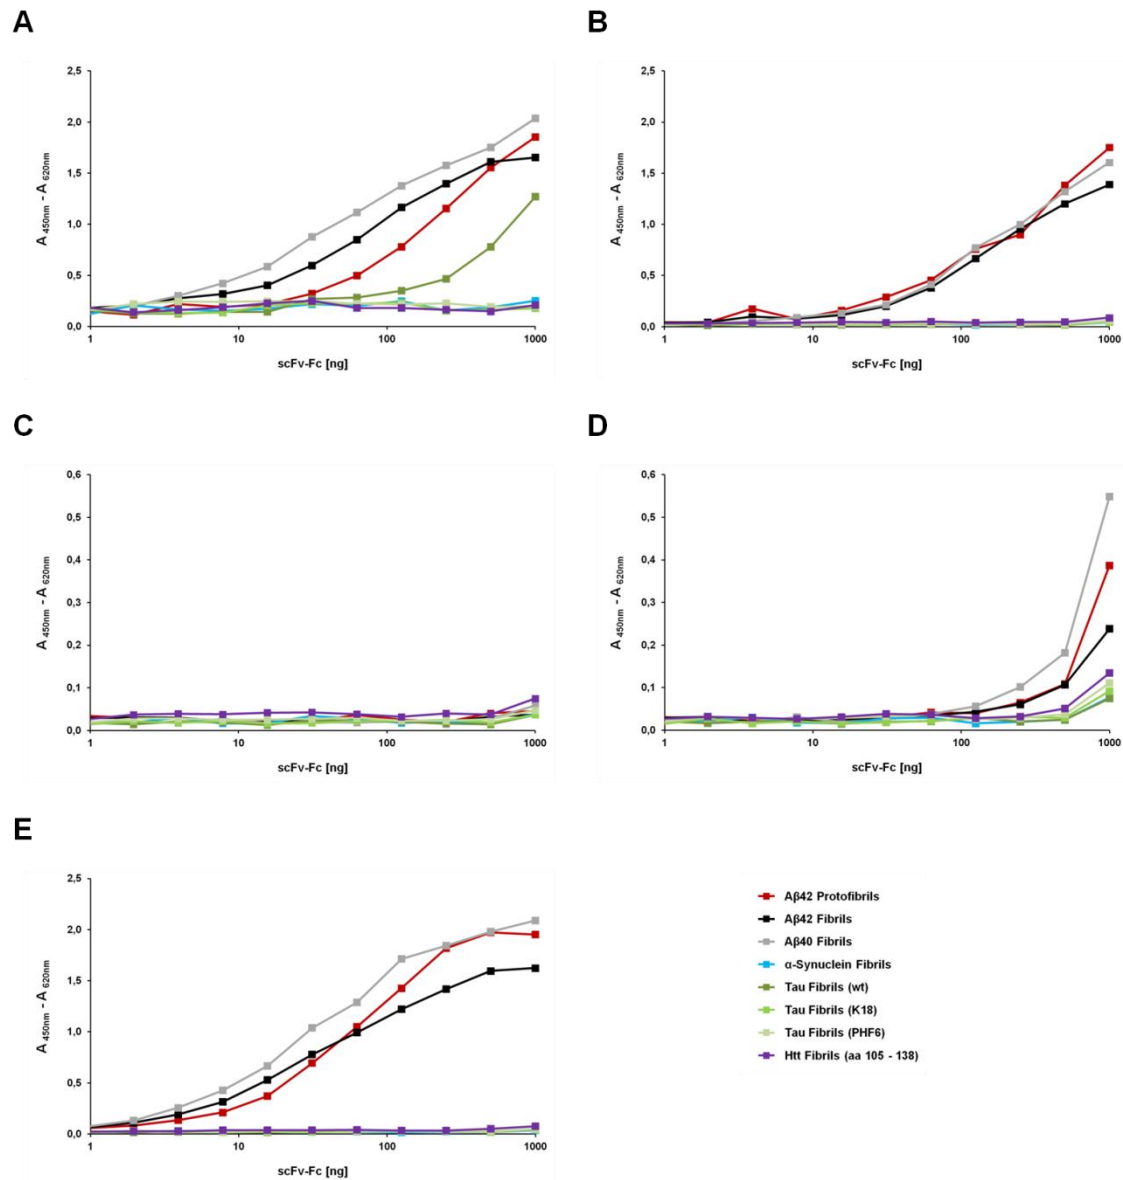 A
B
2,5
2,0
1,5
1,0
0,5
0,0
A 450nm - A 620nm
1
10
100
1000
scFv-Fc [ng]
2,5
2,0
1,5
1,0
0,5
0,0
A 450nm - A 620nm
1
10
100
1000
scFv-Fc [ng]
C
D
0,6
0,5
0,4
0,3
0,2
0,1
0,0
A 450nm - A 620nm
1
10
100
1000
scFv-Fc [ng]
0,6
0,5
0,4
0,3
0,2
0,1
0,0
A 450nm - A 620nm
1
10
100
1000
scFv-Fc [ng]
E
2,5
2,0
1,5
1,0
0,5
0,0
A 450nm - A 620nm
1
10
100
1000
scFv-Fc [ng]
Aβ42 Protofibrils
Aβ42 Fibrils
Aβ40 Fibrils
α-Synuclein Fibrils
Tau Fibrils (wt)
Tau Fibrils (K18)
Tau Fibrils (PHF6)
Htt Fibrils (aa 105 - 138)